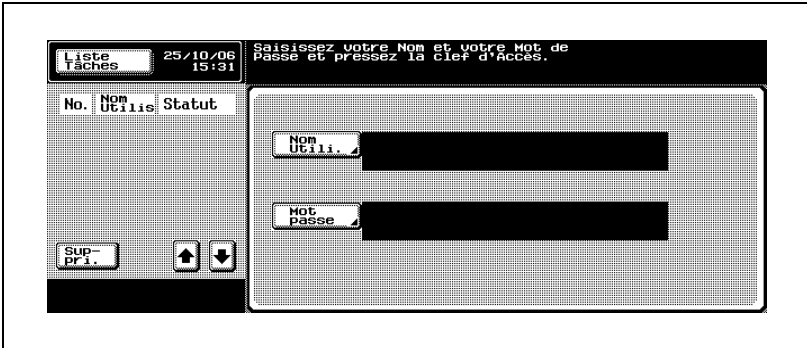 Liste
Tâches
25/10/06
15:31
Saisissez votre Nom et votre Mot de
Passe et pressez la clef d'Accès.
No. Nom
Utilis Statut
Nom
Utili.
Mot
passe
Sup-
pri.